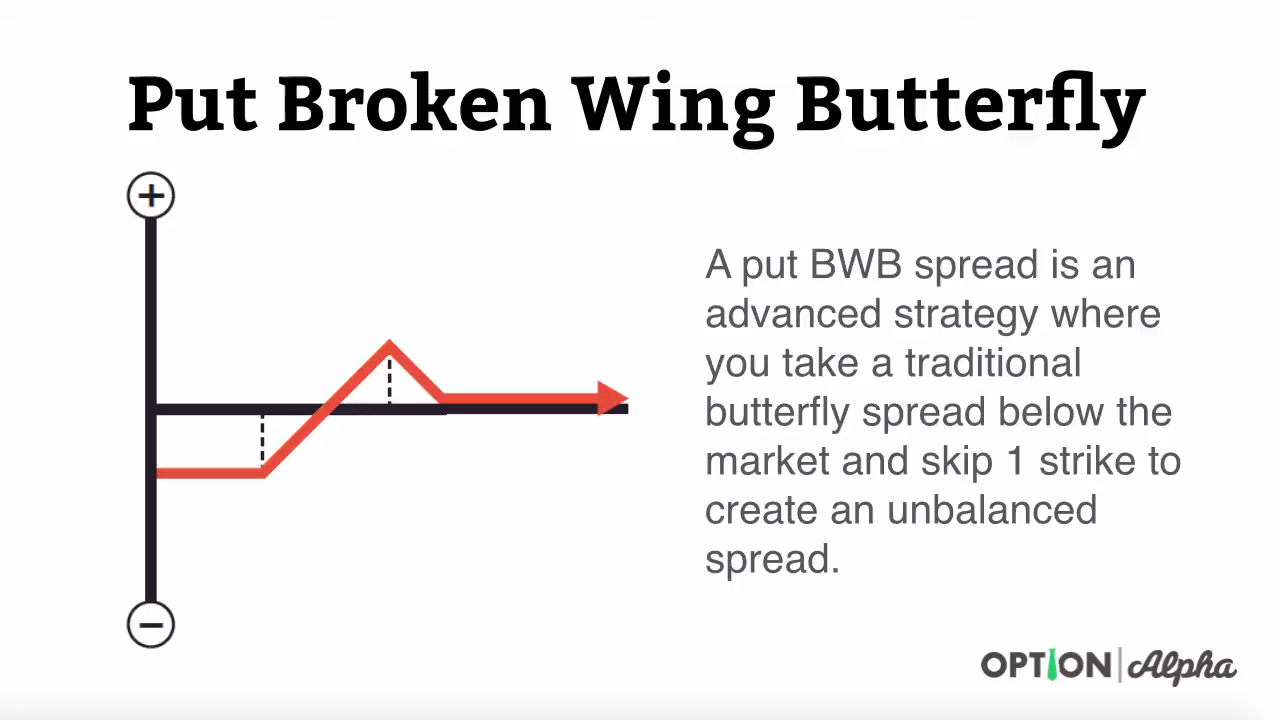 Put Broken Wing Butterfly
+
A put BWB spread is an
advanced strategy where
you take a traditional
butterfly spread below the
market and skip 1 strike to
create an unbalanced
spread.
−
OPTION | Alpha